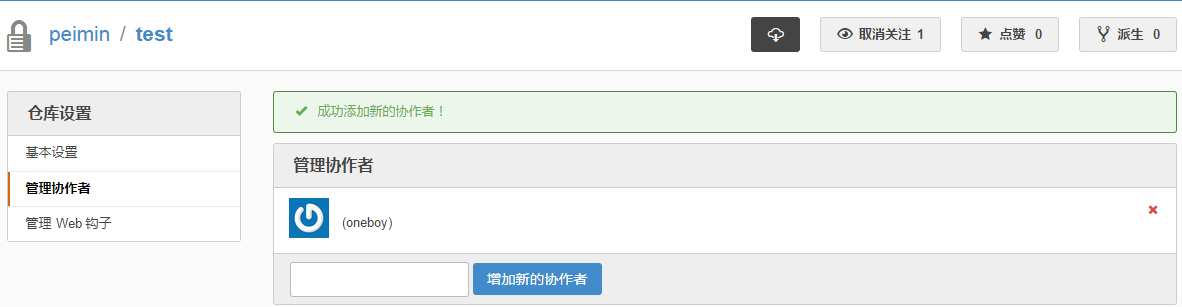 peimin / test
取消关注 1
点赞 0
派生 0
仓库设置
基本设置
管理协作者
管理 Web 钩子
成功添加新的协作者！
管理协作者
(oneboy)
增加新的协作者